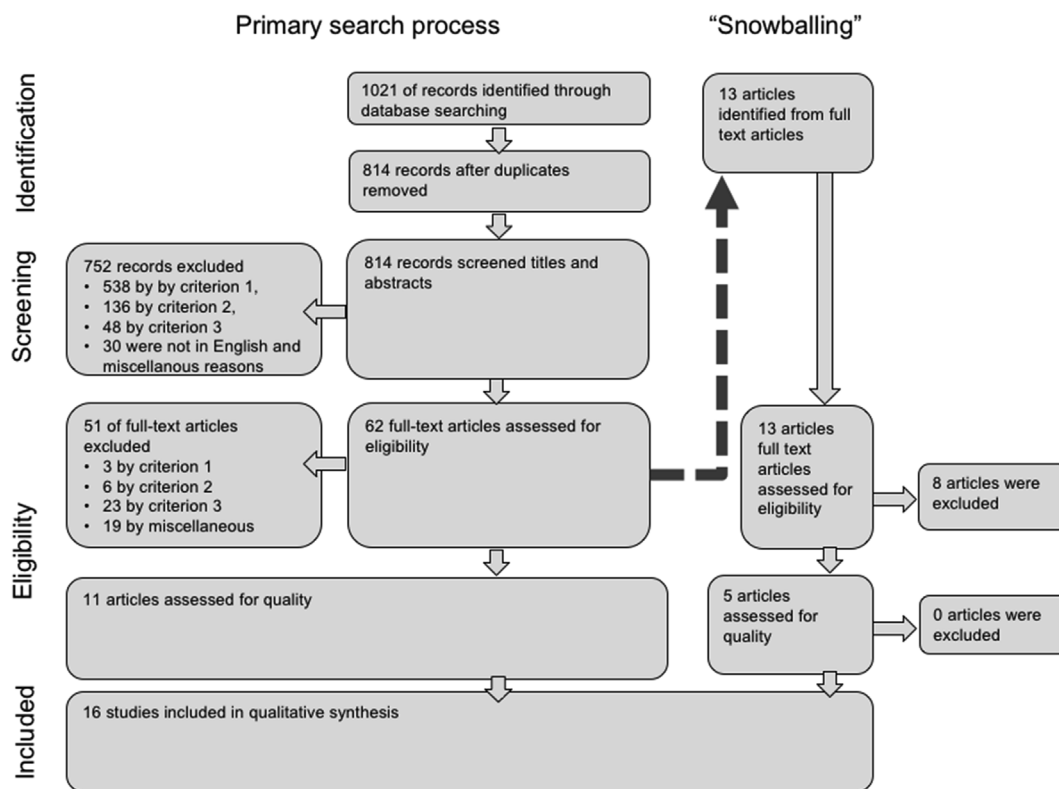 Primary search process
“Snowballing”
Identification
1021 of records identified through
database searching
13 articles
identified from full
text articles
814 records after duplicates
removed
Screening
752 records excluded
• 538 by by criterion 1,
• 136 by criterion 2,
• 48 by criterion 3
• 30 were not in English and
miscellanous reasons
814 records screened titles and
abstracts
Eligibility
51 of full-text articles
excluded
• 3 by criterion 1
• 6 by criterion 2
• 23 by criterion 3
• 19 by miscellaneous
62 full-text articles assessed for
eligibility
13 articles
full text
articles
assessed for
eligibility
8 articles were
excluded
11 articles assessed for quality
5 articles
assessed for
quality
0 articles were
excluded
Included
16 studies included in qualitative synthesis